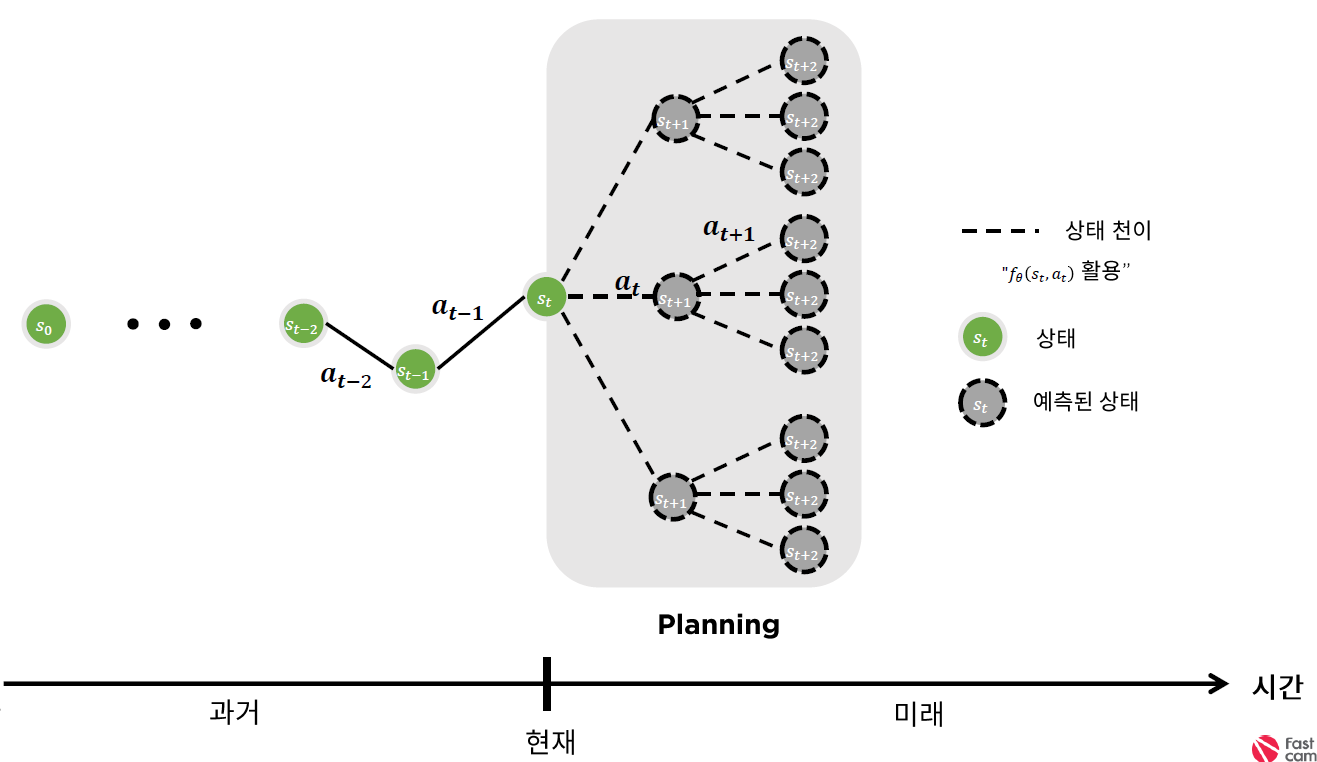 s_{t+2}
s_{t+1}
s_{t+2}
s_{t+2}
a_{t+1}
s_{t+2}
상태 천이
"f_θ(s_t, a_t) 활용”
a_t
s_0
s_{t-2}
a_{t-1}
s_t
s_{t+1}
s_{t+2}
s_t
상태
a_{t-2}
s_{t-1}
s_{t+2}
s_t
예측된 상태
s_{t+2}
s_{t+1}
s_{t+2}
s_{t+2}
Planning
시간
과거
현재
미래
Fast
cam